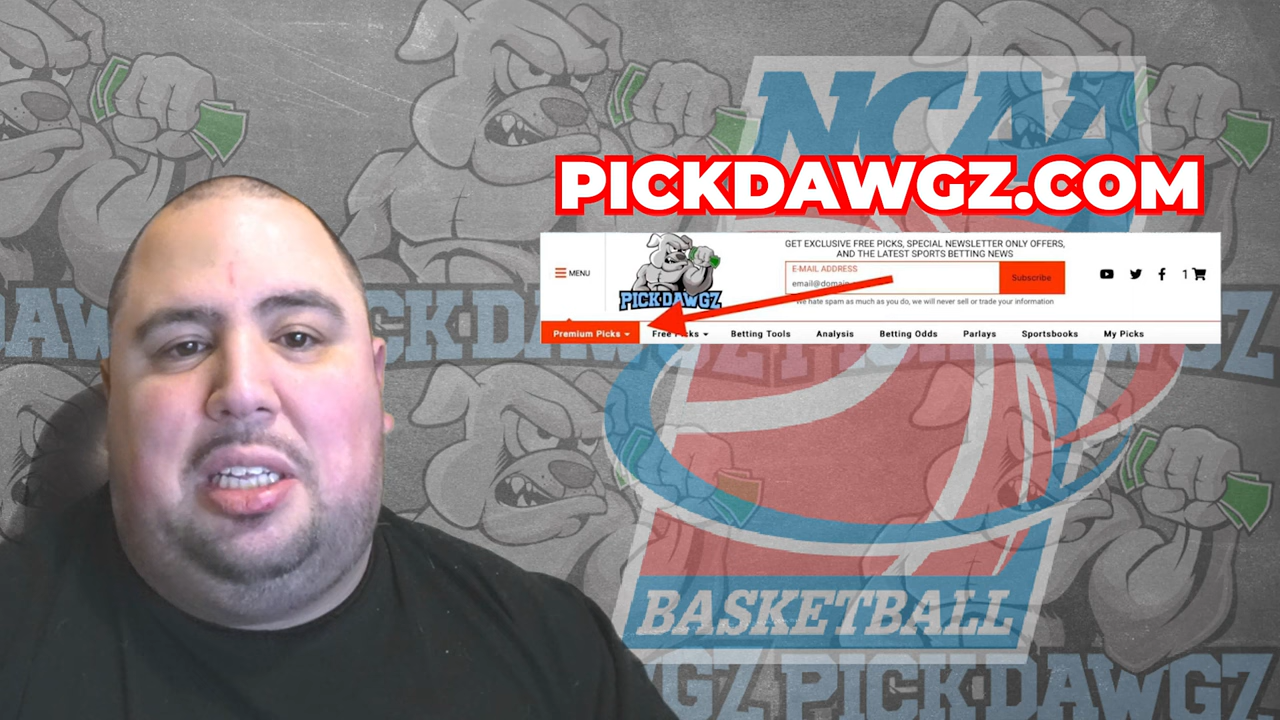 NCAA
PICKDAWGZ.COM
GET EXCLUSIVE FREE PICKS, SPECIAL NEWSLETTER ONLY OFFERS,
AND THE LATEST SPORTS BETTING NEWS
MENU
E-MAIL ADDRESS
Subscribe
1
PICKDAWGZ
We hate spam as much as you do, we will never sell or trade your information
Premium Picks
Free Picks
Betting Tools
Analysis
Betting Odds
Parlays
Sportsbooks
My Picks
BASKETBALL
PICKDAWGZ